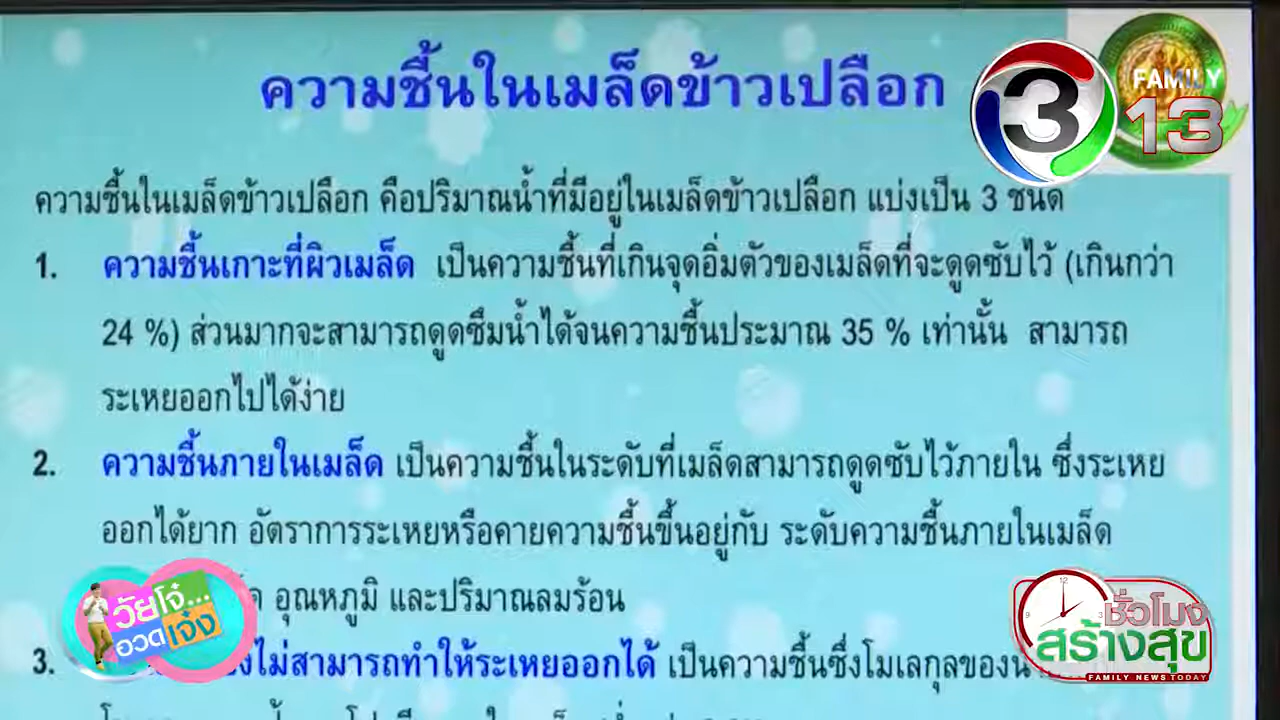 ความชื้นในเมล็ดข้าวเปลือก
3
FAMILY
13
ความชื้นในเมล็ดข้าวเปลือก คือปริมาณน้ำที่มีอยู่ในเมล็ดข้าวเปลือก แบ่งเป็น 3 ชนิด
1. ความชื้นเกาะที่ผิวเมล็ด เป็นความชื้นที่เกินจุดอิ่มตัวของเมล็ดที่จะดูดซับไว้ (เกินกว่า
24 %) ส่วนมากจะสามารถดูดซึมน้ำได้จนความชื้นประมาณ 35 % เท่านั้น สามารถ
ระเหยออกไปได้ง่าย
2. ความชื้นภายในเมล็ด เป็นความชื้นในระดับที่เมล็ดสามารถดูดซับไว้ภายใน ซึ่งระเหย
ออกได้ยาก อัตราการระเหยหรือคายความชื้นขึ้นอยู่กับ ระดับความชื้นภายในเมล็ด
อุณหภูมิ และปริมาณลมร้อน
3. ไม่สามารถทำให้ระเหยออกได้ เป็นความชื้นซึ่งโมเลกุลของ
วัยโจ๋...
อวดเจ๋ง
12
3
9
ชั่วโมง
สร้างสุข
FAMILY NEWS TODAY